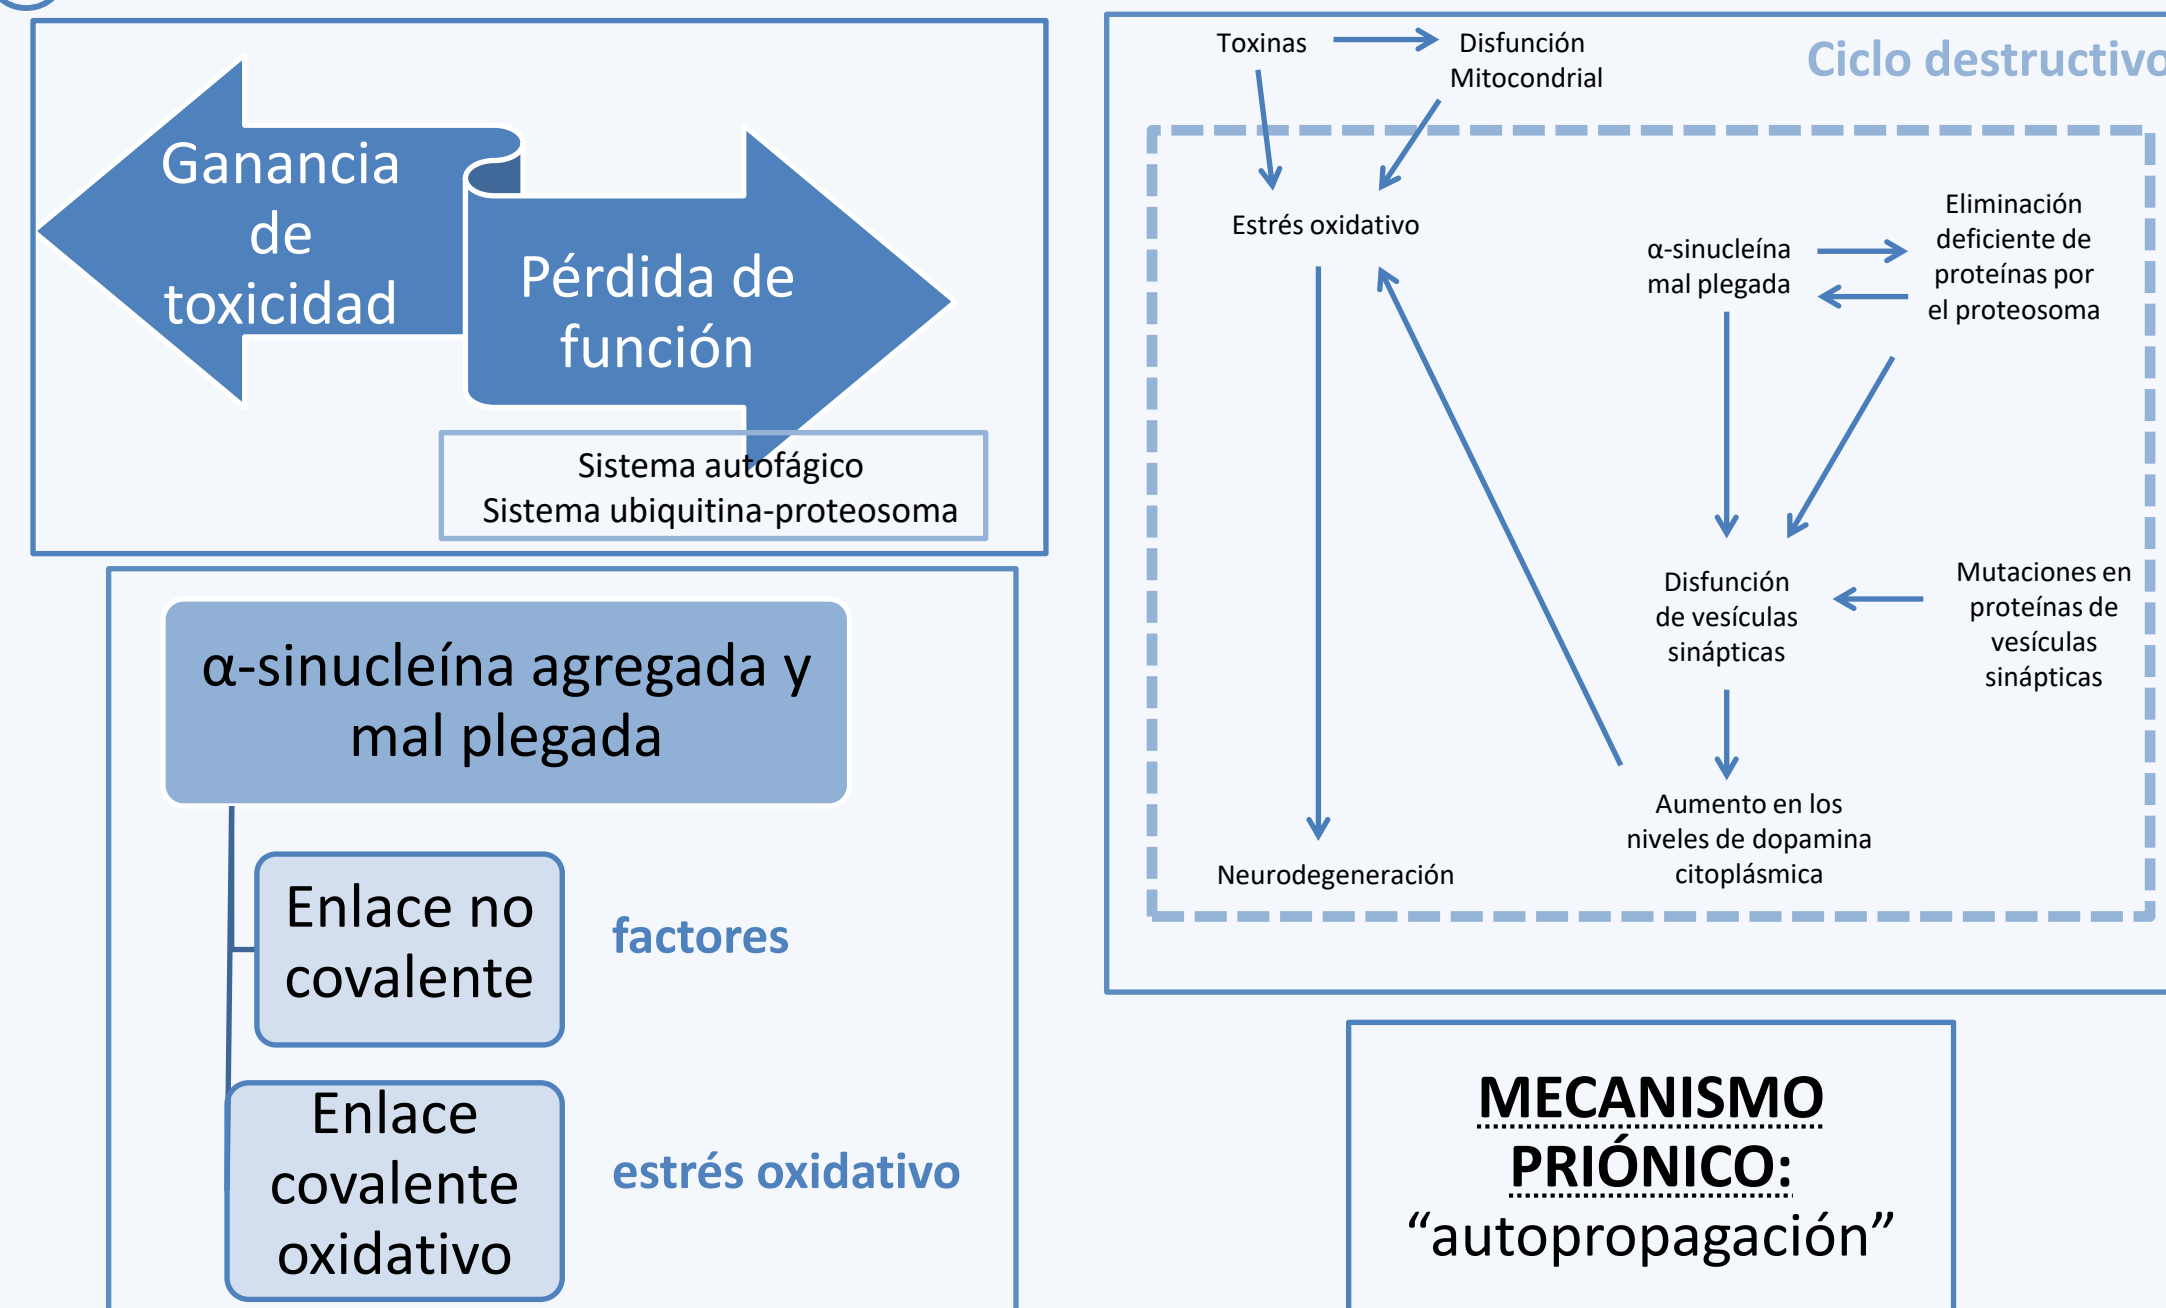 Ganancia
de
toxicidad
Pérdida de
función
Sistema autofágico
Sistema ubiquitina-proteosoma
α-sinucleína agregada y
mal plegada
Enlace no
covalente
factores
Enlace
covalente
oxidativo
estrés oxidativo
Ciclo destructivo
Toxinas
Disfunción
Mitocondrial
Estrés oxidativo
α-sinucleína
mal plegada
Eliminación
deficiente de
proteínas por
el proteosoma
Disfunción
de vesículas
sinápticas
Mutaciones en
proteínas de
vesículas
sinápticas
Aumento en los
niveles de dopamina
citoplásmica
Neurodegeneración
MECANISMO
PRIÓNICO:
“autopropagación”